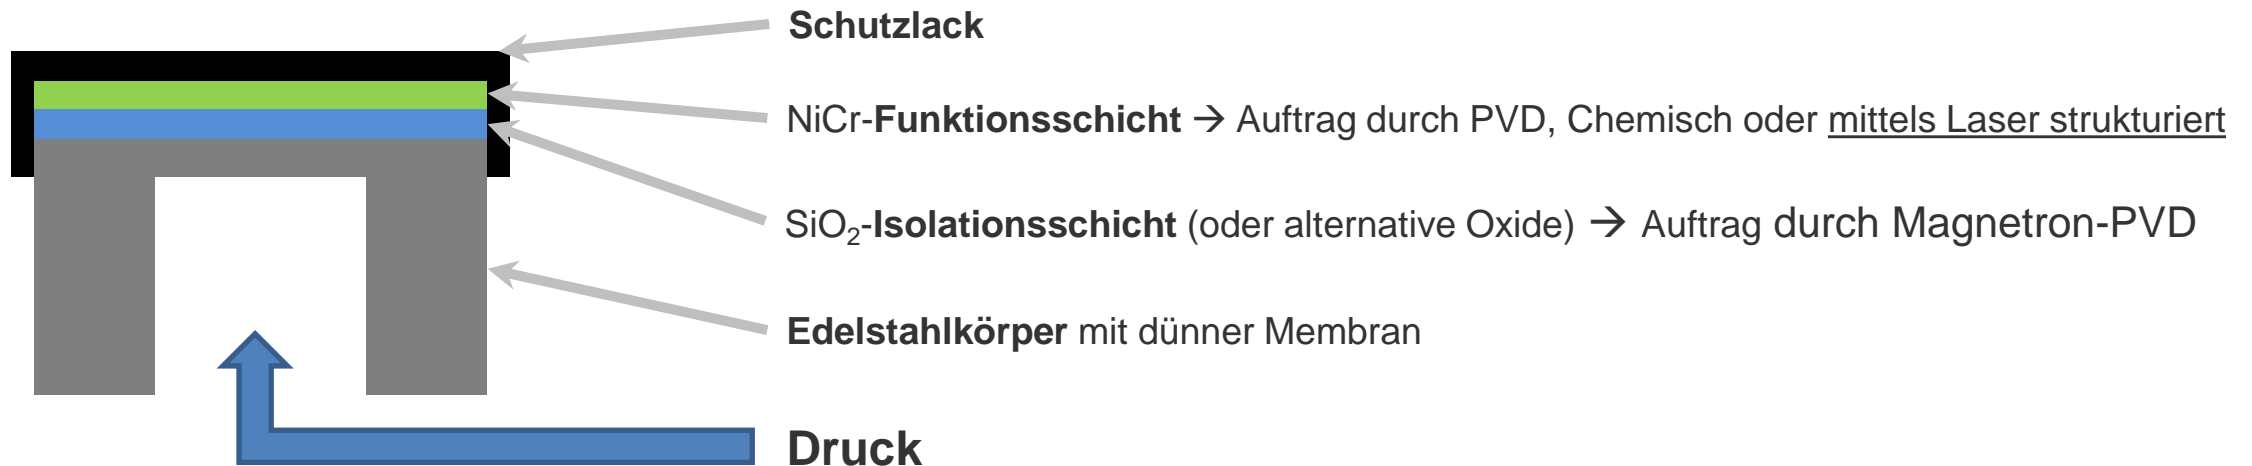 Schutzlack
NiCr-Funktionsschicht → Auftrag durch PVD, Chemisch oder mittels Laser strukturiert
SiO₂-Isolationsschicht (oder alternative Oxide) → Auftrag durch Magnetron-PVD
Edelstahlkörper mit dünner Membran
Druck